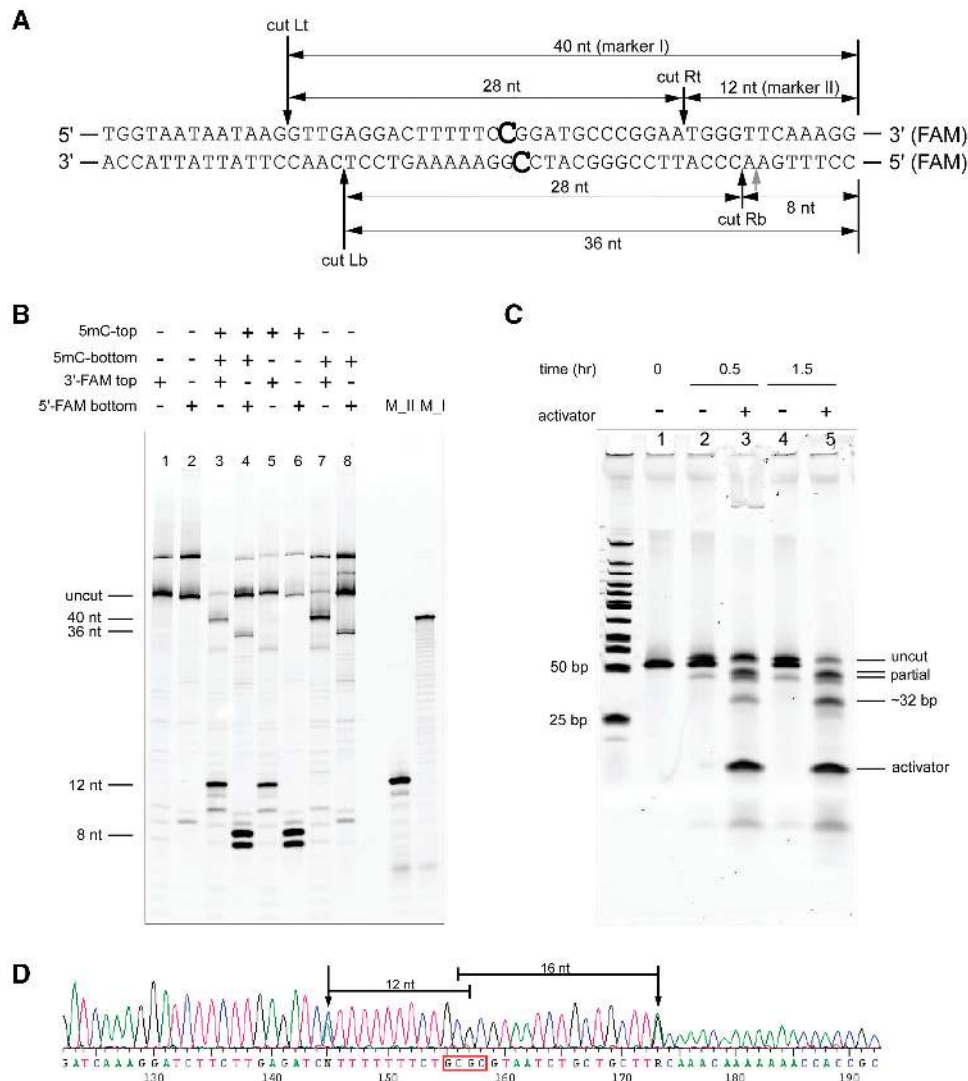 A
cut Lt
40 nt (marker I)
cut Rt
28 nt
12 nt (marker II)
5' — TGGTAATAATAAGGTTGAGGACTTTTTCCGGATGCCCGGAATGGGTTCAAAGG — 3' (FAM)
3' — ACCATTATTATTCCAACTCCTGAAAAAGGCCTACGGGCCTTACCCAAGTTTCC — 5' (FAM)
28 nt
8 nt
cut Rb
36 nt
cut Lb
B
5mC-top - - + + + + - -
5mC-bottom - - + + - - + +
3'-FAM top + - + - + - + -
5'-FAM bottom - + - + - + - + M_II M_I
1 2 3 4 5 6 7 8
uncut
40 nt
36 nt
12 nt
8 nt
C
time (hr) 0 0.5 1.5
activator - + - +
1 2 3 4 5
50 bp
25 bp
uncut
partial
~32 bp
activator
D
12 nt
16 nt
GATCAAAGGATCTTCTTGAGATCNTTTTTTTCTGCGCGTAATCTGCTGCTTRCAAACAAAAAAACCACCGC
130 140 150 160 170 180 190